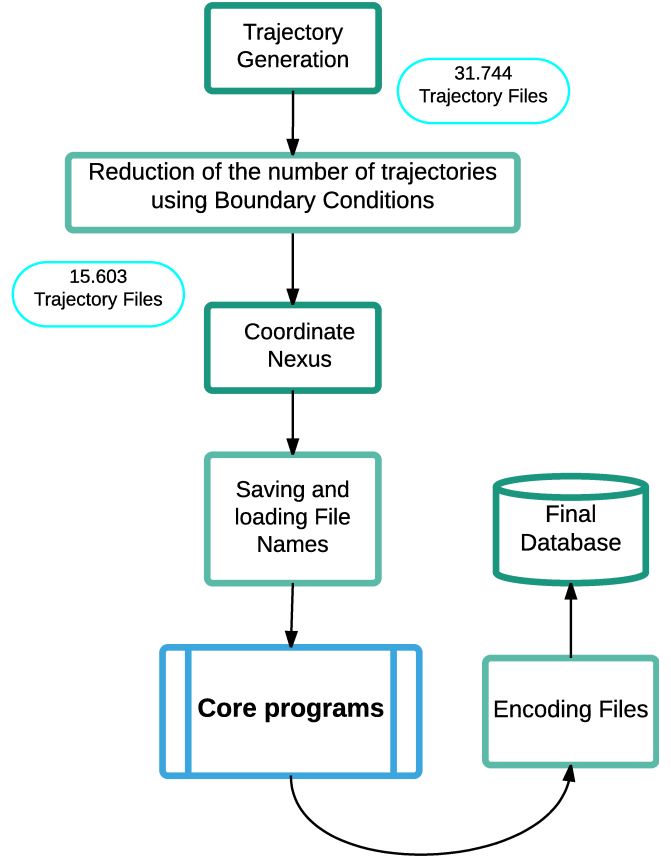 Trajectory
Generation
31.744
Trajectory Files
Reduction of the number of trajectories
using Boundary Conditions
15.603
Trajectory Files
Coordinate
Nexus
Saving and
loading File
Names
Final
Database
Core programs
Encoding Files